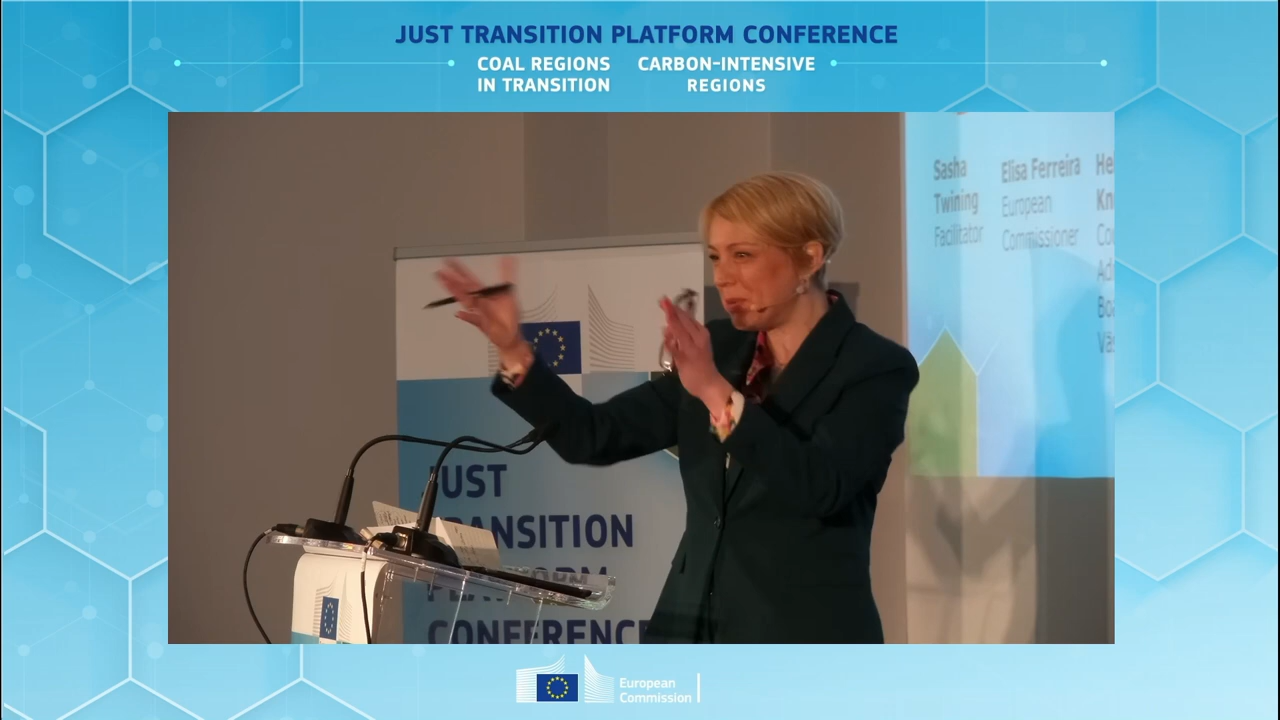 JUST TRANSITION PLATFORM CONFERENCE
COAL REGIONS
IN TRANSITION
CARBON-INTENSIVE
REGIONS
Sasha
Twining
Facilitator
Elisa Ferreira
European
Commissioner
JUST
TRANSITION
PLATFORM
CONFERENCE
European
Commission